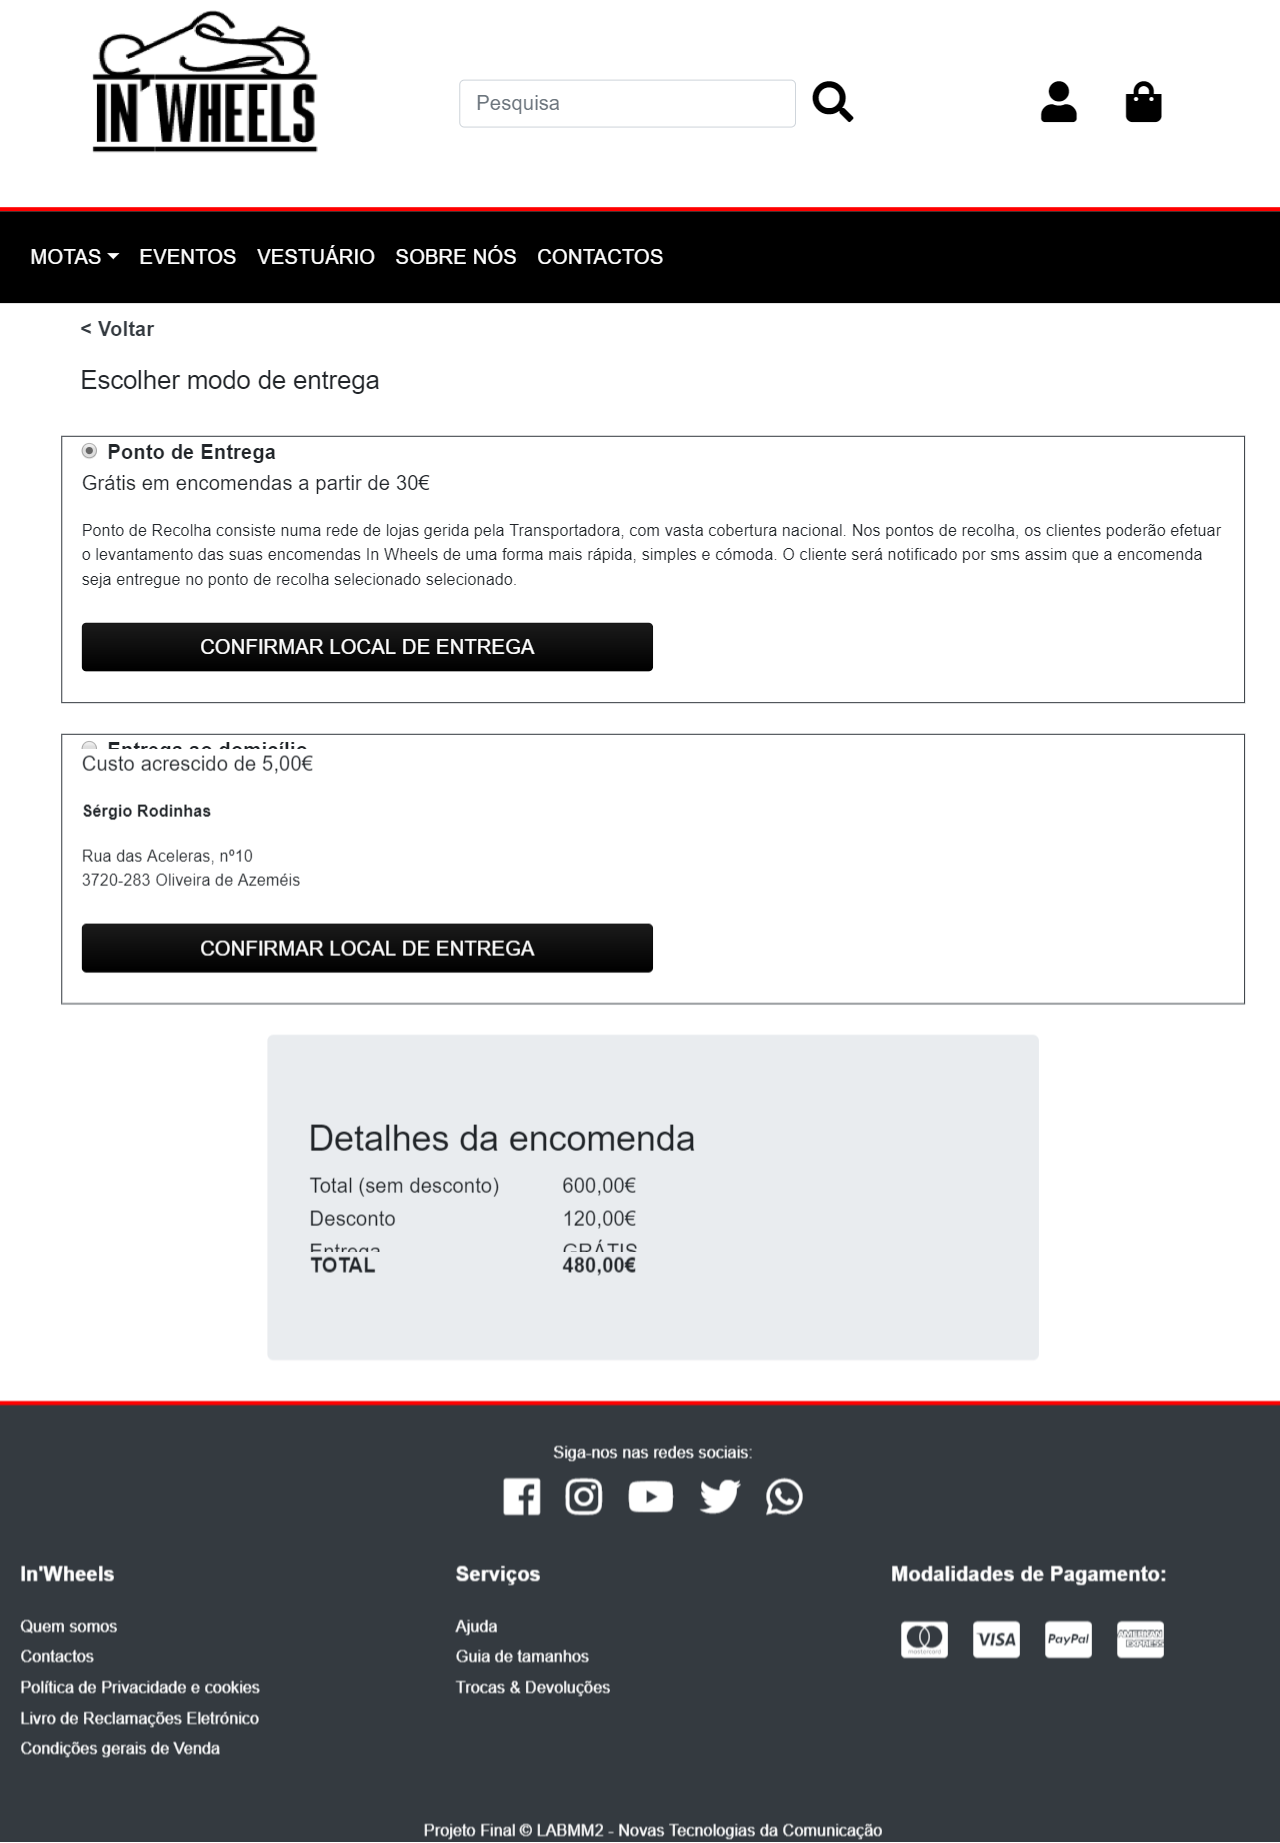 IN'WHEELS
Pesquisa
MOTAS EVENTOS VESTUÁRIO SOBRE NÓS CONTACTOS
< Voltar
Escolher modo de entrega
Ponto de Entrega
Grátis em encomendas a partir de 30€
Ponto de Recolha consiste numa rede de lojas gerida pela Transportadora, com vasta cobertura nacional. Nos pontos de recolha, os clientes poderão efetuar
o levantamento das suas encomendas In Wheels de uma forma mais rápida, simples e cómoda. O cliente será notificado por sms assim que a encomenda
seja entregue no ponto de recolha selecionado selecionado.
CONFIRMAR LOCAL DE ENTREGA
Entrega ao domicílio
Custo acrescido de 5,00€
Sérgio Rodinhas
Rua das Aceleras, nº10
3720-283 Oliveira de Azeméis
CONFIRMAR LOCAL DE ENTREGA
Detalhes da encomenda
Total (sem desconto) 600,00€
Desconto 120,00€
Entrega GRÁTIS
TOTAL 480,00€
Siga-nos nas redes sociais:
In'Wheels
Quem somos
Contactos
Política de Privacidade e cookies
Livro de Reclamações Eletrónico
Condições gerais de Venda
Serviços
Ajuda
Guia de tamanhos
Trocas & Devoluções
Modalidades de Pagamento:
mastercard VISA PayPal AMERICAN EXPRESS
Projeto Final © LABMM2 - Novas Tecnologias da Comunicação